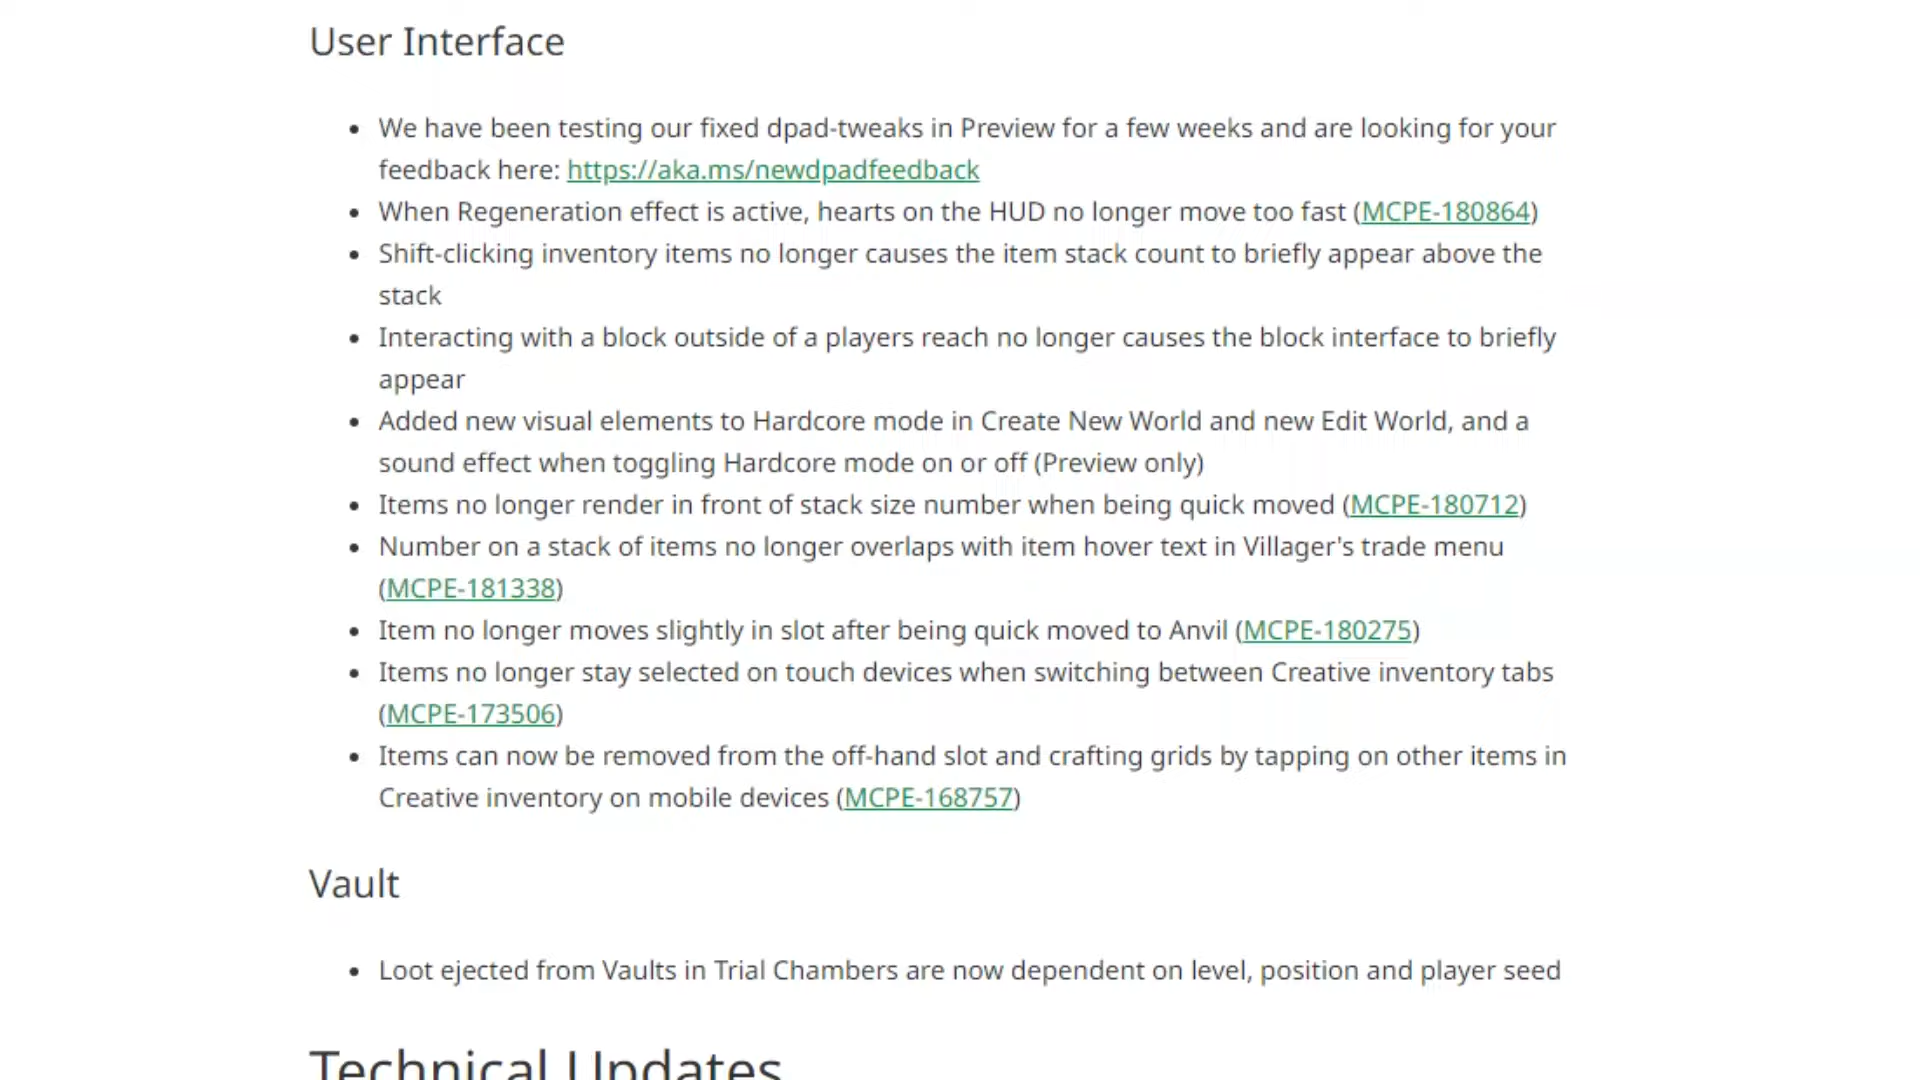 User Interface
We have been testing our fixed dpad-tweaks in Preview for a few weeks and are looking for your
feedback here: https://aka.ms/newdpadfeedback
When Regeneration effect is active, hearts on the HUD no longer move too fast (MCPE-180864)
Shift-clicking inventory items no longer causes the item stack count to briefly appear above the
stack
Interacting with a block outside of a players reach no longer causes the block interface to briefly
appear
Added new visual elements to Hardcore mode in Create New World and new Edit World, and a
sound effect when toggling Hardcore mode on or off (Preview only)
Items no longer render in front of stack size number when being quick moved (MCPE-180712)
Number on a stack of items no longer overlaps with item hover text in Villager's trade menu
(MCPE-181338)
Item no longer moves slightly in slot after being quick moved to Anvil (MCPE-180275)
Items no longer stay selected on touch devices when switching between Creative inventory tabs
(MCPE-173506)
Items can now be removed from the off-hand slot and crafting grids by tapping on other items in
Creative inventory on mobile devices (MCPE-168757)
Vault
Loot ejected from Vaults in Trial Chambers are now dependent on level, position and player seed
Technical Updates